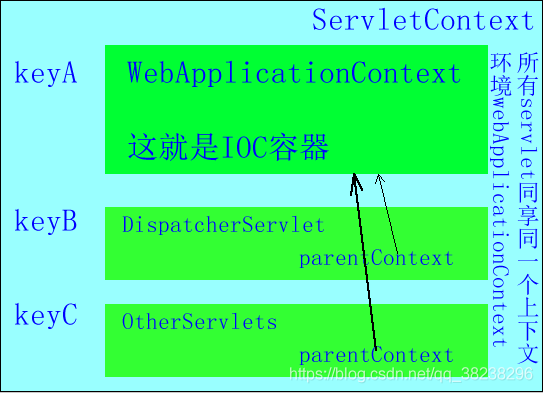 ServletContext
keyA
WebApplicationContext
这就是IOC容器
所有servlet同享同一个上下文
环境webApplicationContext
keyB
DispatcherServlet
parentContext
keyC
OtherServlets
parentContext
https://blog.csdn.net/qq_38238296